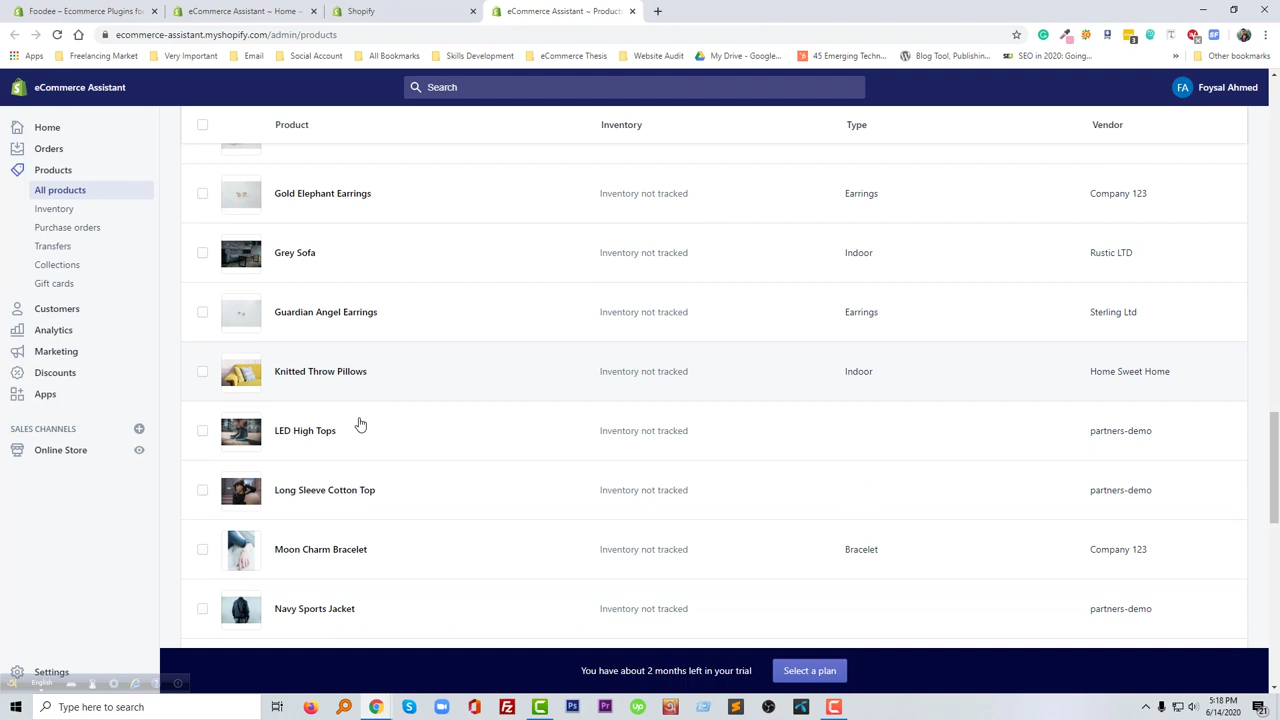 Foodee – Ecommerce Plugins for
eCommerce Assistant ~ Home ~
Shopify
eCommerce Assistant ~ Products
ecommerce-assistant.myshopify.com/admin/products
Apps
Freelancing Market
Very Important
Email
Social Account
All Bookmarks
Skills Development
eCommerce Thesis
Website Audit
My Drive - Google...
45 Emerging Techn...
Blog Tool, Publishin...
SEO in 2020: Going...
»
Other bookmarks
eCommerce Assistant
Search
FA
Foysal Ahmed
Home
Orders
Products
All products
Inventory
Purchase orders
Transfers
Collections
Gift cards
Customers
Analytics
Marketing
Discounts
Apps
SALES CHANNELS
Online Store
Settings
English
Product Inventory Type Vendor
Gold Elephant Earrings Inventory not tracked Earrings Company 123
Grey Sofa Inventory not tracked Indoor Rustic LTD
Guardian Angel Earrings Inventory not tracked Earrings Sterling Ltd
Knitted Throw Pillows Inventory not tracked Indoor Home Sweet Home
LED High Tops Inventory not tracked partners-demo
Long Sleeve Cotton Top Inventory not tracked partners-demo
Moon Charm Bracelet Inventory not tracked Bracelet Company 123
Navy Sports Jacket Inventory not tracked partners-demo
You have about 2 months left in your trial
Select a plan
Type here to search
5:18 PM
6/14/2020